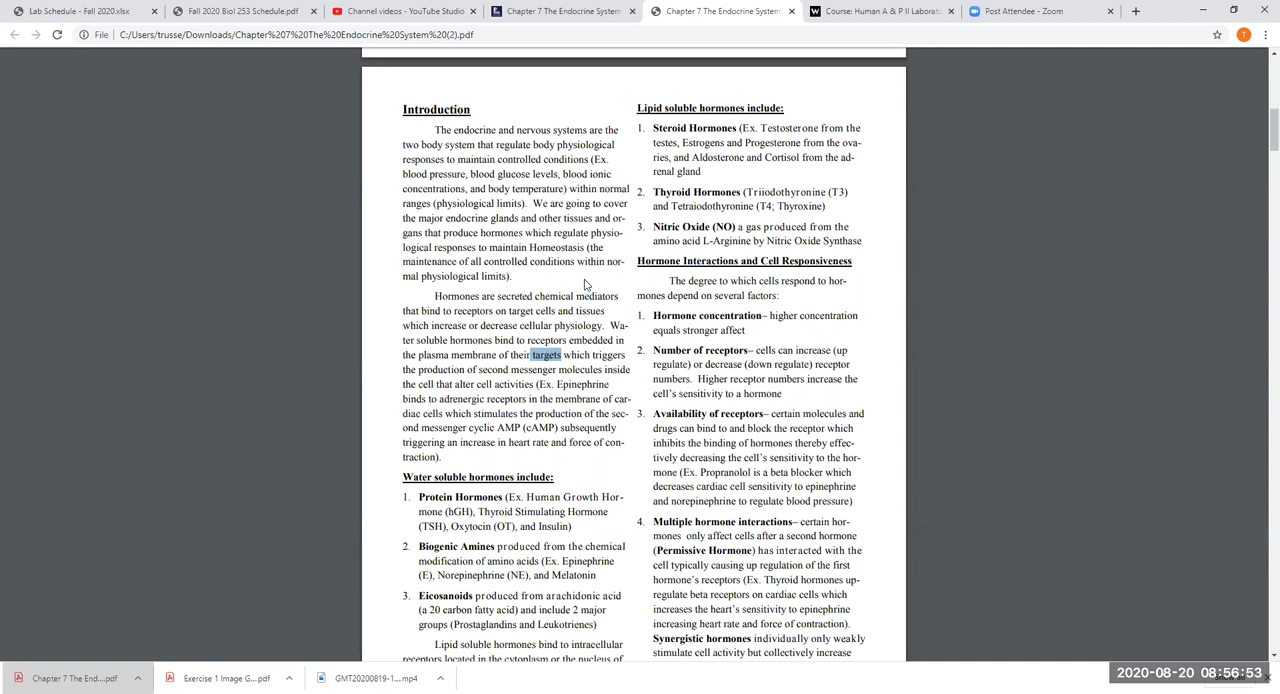 Lab Schedule - Fall 2020.xlsx
Fall 2020 Biol 253 Schedule.pdf
Channel videos - YouTube Studio
Chapter 7 The Endocrine System
Chapter 7 The Endocrine System
Course: Human A & P II Laborat
Post Attendee - Zoom
File
C:/Users/trusse/Downloads/Chapter%207%20The%20Endocrine%20System%20(2).pdf
T
Introduction
The endocrine and nervous systems are the
two body system that regulate body physiological
responses to maintain controlled conditions (Ex.
blood pressure, blood glucose levels, blood ionic
concentrations, and body temperature) within normal
ranges (physiological limits).  We are going to cover
the major endocrine glands and other tissues and or-
gans that produce hormones which regulate physio-
logical responses to maintain Homeostasis (the
maintenance of all controlled conditions within nor-
mal physiological limits).
Hormones are secreted chemical mediators
that bind to receptors on target cells and tissues
which increase or decrease cellular physiology.  Wa-
ter soluble hormones bind to receptors embedded in
the plasma membrane of their targets which triggers
the production of second messenger molecules inside
the cell that alter cell activities (Ex. Epinephrine
binds to adrenergic receptors in the membrane of car-
diac cells which stimulates the production of the sec-
ond messenger cyclic AMP (cAMP) subsequently
triggering an increase in heart rate and force of con-
traction).
Water soluble hormones include:
1. Protein Hormones (Ex. Human Growth Hor-
mone (hGH), Thyroid Stimulating Hormone
(TSH), Oxytocin (OT), and Insulin)
2. Biogenic Amines produced from the chemical
modification of amino acids (Ex. Epinephrine
(E), Norepinephrine (NE), and Melatonin
3. Eicosanoids produced from arachidonic acid
(a 20 carbon fatty acid) and include 2 major
groups (Prostaglandins and Leukotrienes)
Lipid soluble hormones bind to intracellular
receptors located in the cytoplasm or the nucleus of
Lipid soluble hormones include:
1. Steroid Hormones (Ex. Testosterone from the
testes, Estrogens and Progesterone from the ova-
ries, and Aldosterone and Cortisol from the ad-
renal gland
2. Thyroid Hormones (Triiodothyronine (T3)
and Tetraiodothyronine (T4; Thyroxine)
3. Nitric Oxide (NO) a gas produced from the
amino acid L-Arginine by Nitric Oxide Synthase
Hormone Interactions and Cell Responsiveness
The degree to which cells respond to hor-
mones depend on several factors:
1. Hormone concentration– higher concentration
equals stronger affect
2. Number of receptors– cells can increase (up
regulate) or decrease (down regulate) receptor
numbers.  Higher receptor numbers increase the
cell's sensitivity to a hormone
3. Availability of receptors– certain molecules and
drugs can bind to and block the receptor which
inhibits the binding of hormones thereby effec-
tively decreasing the cell's sensitivity to the hor-
mone (Ex. Propranolol is a beta blocker which
decreases cardiac cell sensitivity to epinephrine
and norepinephrine to regulate blood pressure)
4. Multiple hormone interactions– certain hor-
mones  only affect cells after a second hormone
(Permissive Hormone) has interacted with the
cell typically causing up regulation of the first
hormone's receptors (Ex. Thyroid hormones up-
regulate beta receptors on cardiac cells which
increases the heart's sensitivity to epinephrine
increasing heart rate and force of contraction).
Synergistic hormones individually only weakly
stimulate cell activity but collectively increase
Chapter 7 The End....pdf
Exercise 1 Image G....pdf
GMT20200819-1....mp4
2020-08-20 08:56:53